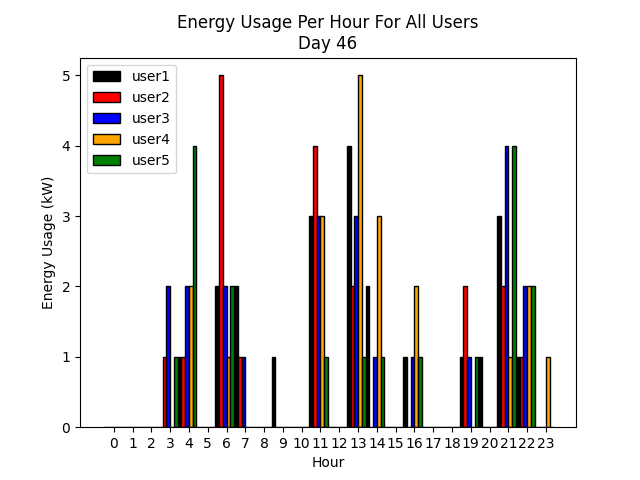 Energy Usage Per Hour For All Users
Day 46
user1
user2
user3
user4
user5
Energy Usage (kW)
5
4
3
2
1
0
0 1 2 3 4 5 6 7 8 9 10 11 12 13 14 15 16 17 18 19 20 21 22 23
Hour